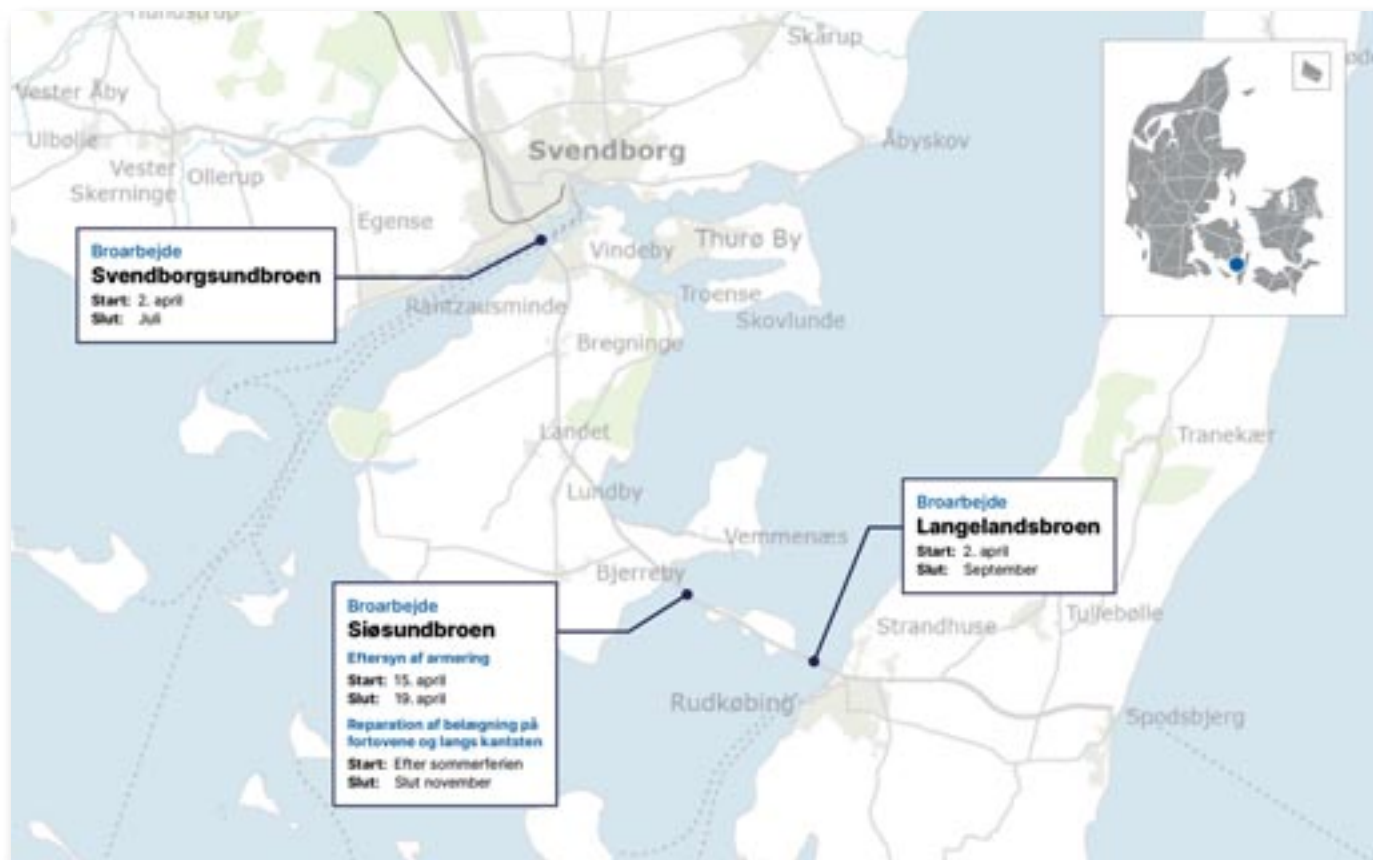 Skårup
Vester Åby
Ulbølle
Vester
Skerninge
Ollerup
Svendborg
Åbyskov
Egense
Broarbejde
Svendborgsundbroen
Start: 2. april
Slut: Juli
Vindeby
Thurø By
Rantzausminde
Troense
Skovlunde
Bregninge
Landet
Tranekær
Lundby
Broarbejde
Langelandsbroen
Start: 2. april
Slut: September
Vemmenæs
Bjerreby
Broarbejde
Siøsundbroen
Eftersyn af armering
Start: 15. april
Slut: 19. april
Reparation af belægning på
fortovene og langs kantsten
Start: Efter sommerferien
Slut: Slut november
Strandhuse
Tullebølle
Rudkøbing
Spodsbjerg